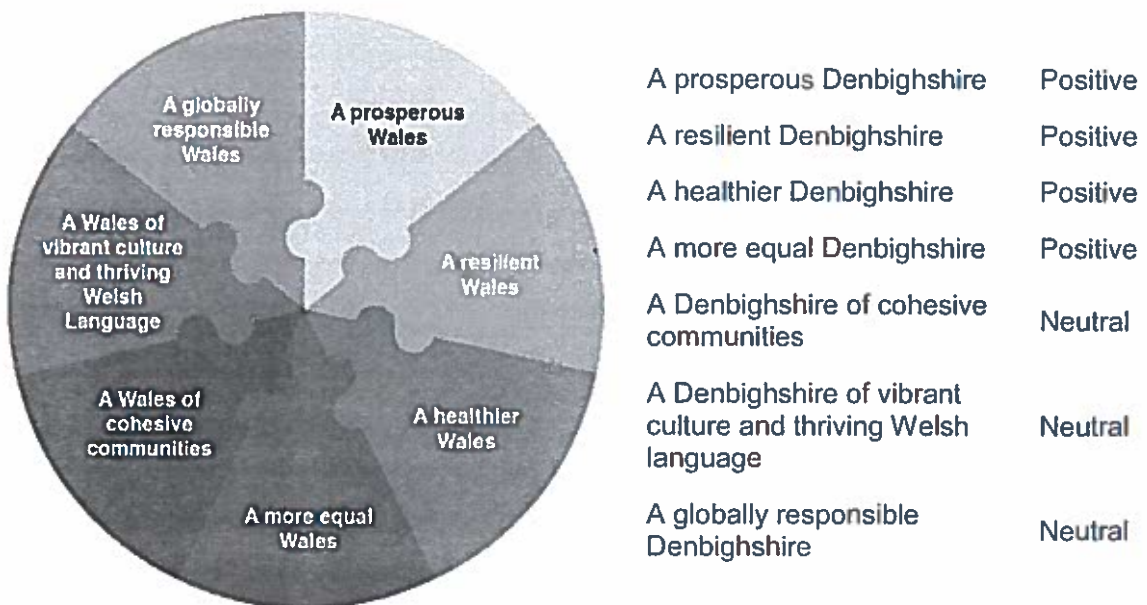 A globally
responsible
Wales
A prosperous
Wales
A resilient
Wales
A healthier
Wales
A more equal
Wales
A Wales of
cohesive
communities
A Wales of
vibrant culture
and thriving
Welsh
Language
A prosperous Denbighshire Positive
A resilient Denbighshire Positive
A healthier Denbighshire Positive
A more equal Denbighshire Positive
A Denbighshire of cohesive
communities Neutral
A Denbighshire of vibrant
culture and thriving Welsh
language Neutral
A globally responsible
Denbighshire Neutral